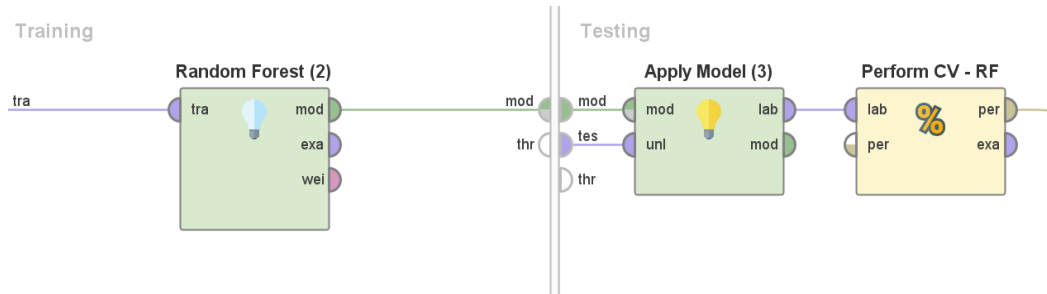 Training
Testing
Random Forest (2)
Apply Model (3)
Perform CV - RF
tra
tra
mod
mod
mod
mod
lab
lab
per
%
exa
thr
tes
unl
mod
per
exa
wei
thr